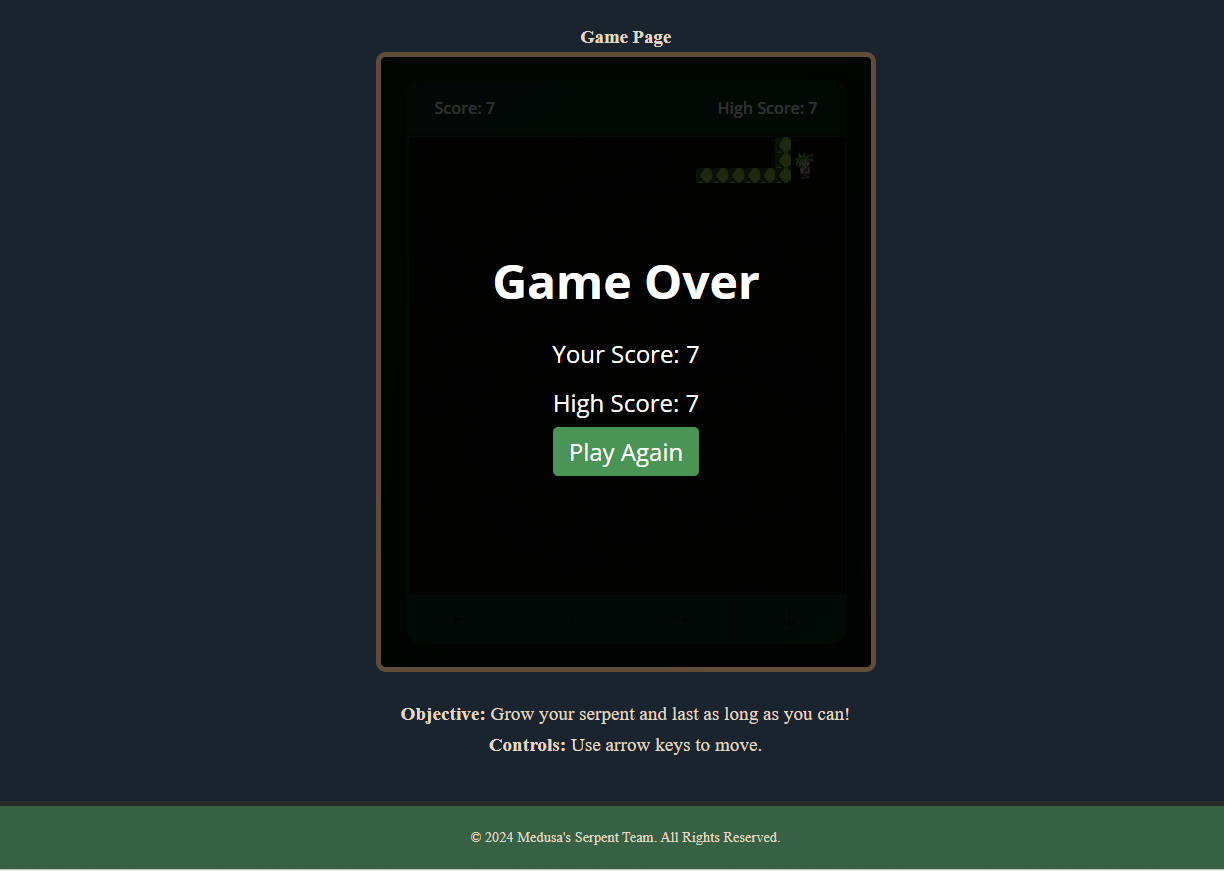 Game Page
Score: 7
High Score: 7
Game Over
Your Score: 7
High Score: 7
Play Again
← ↑ → ↓
Objective: Grow your serpent and last as long as you can!
Controls: Use arrow keys to move.
© 2024 Medusa's Serpent Team. All Rights Reserved.